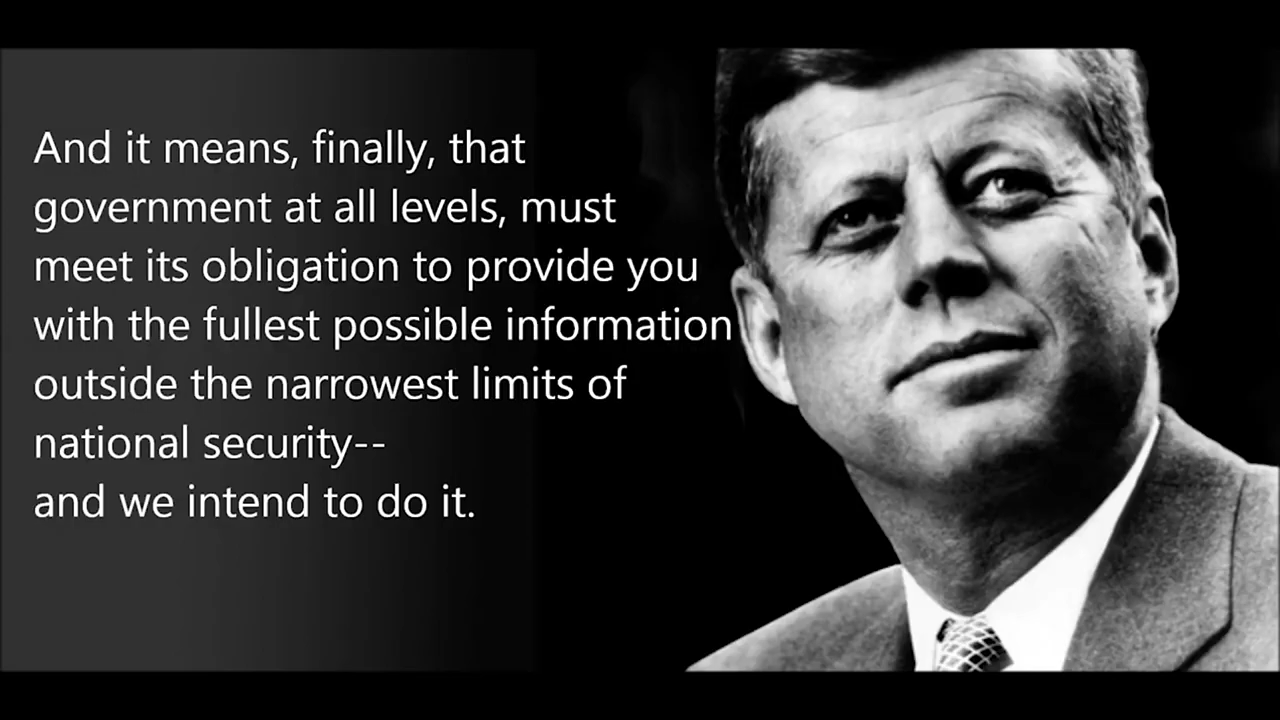 And it means, finally, that
government at all levels, must
meet its obligation to provide you
with the fullest possible information
outside the narrowest limits of
national security--
and we intend to do it.